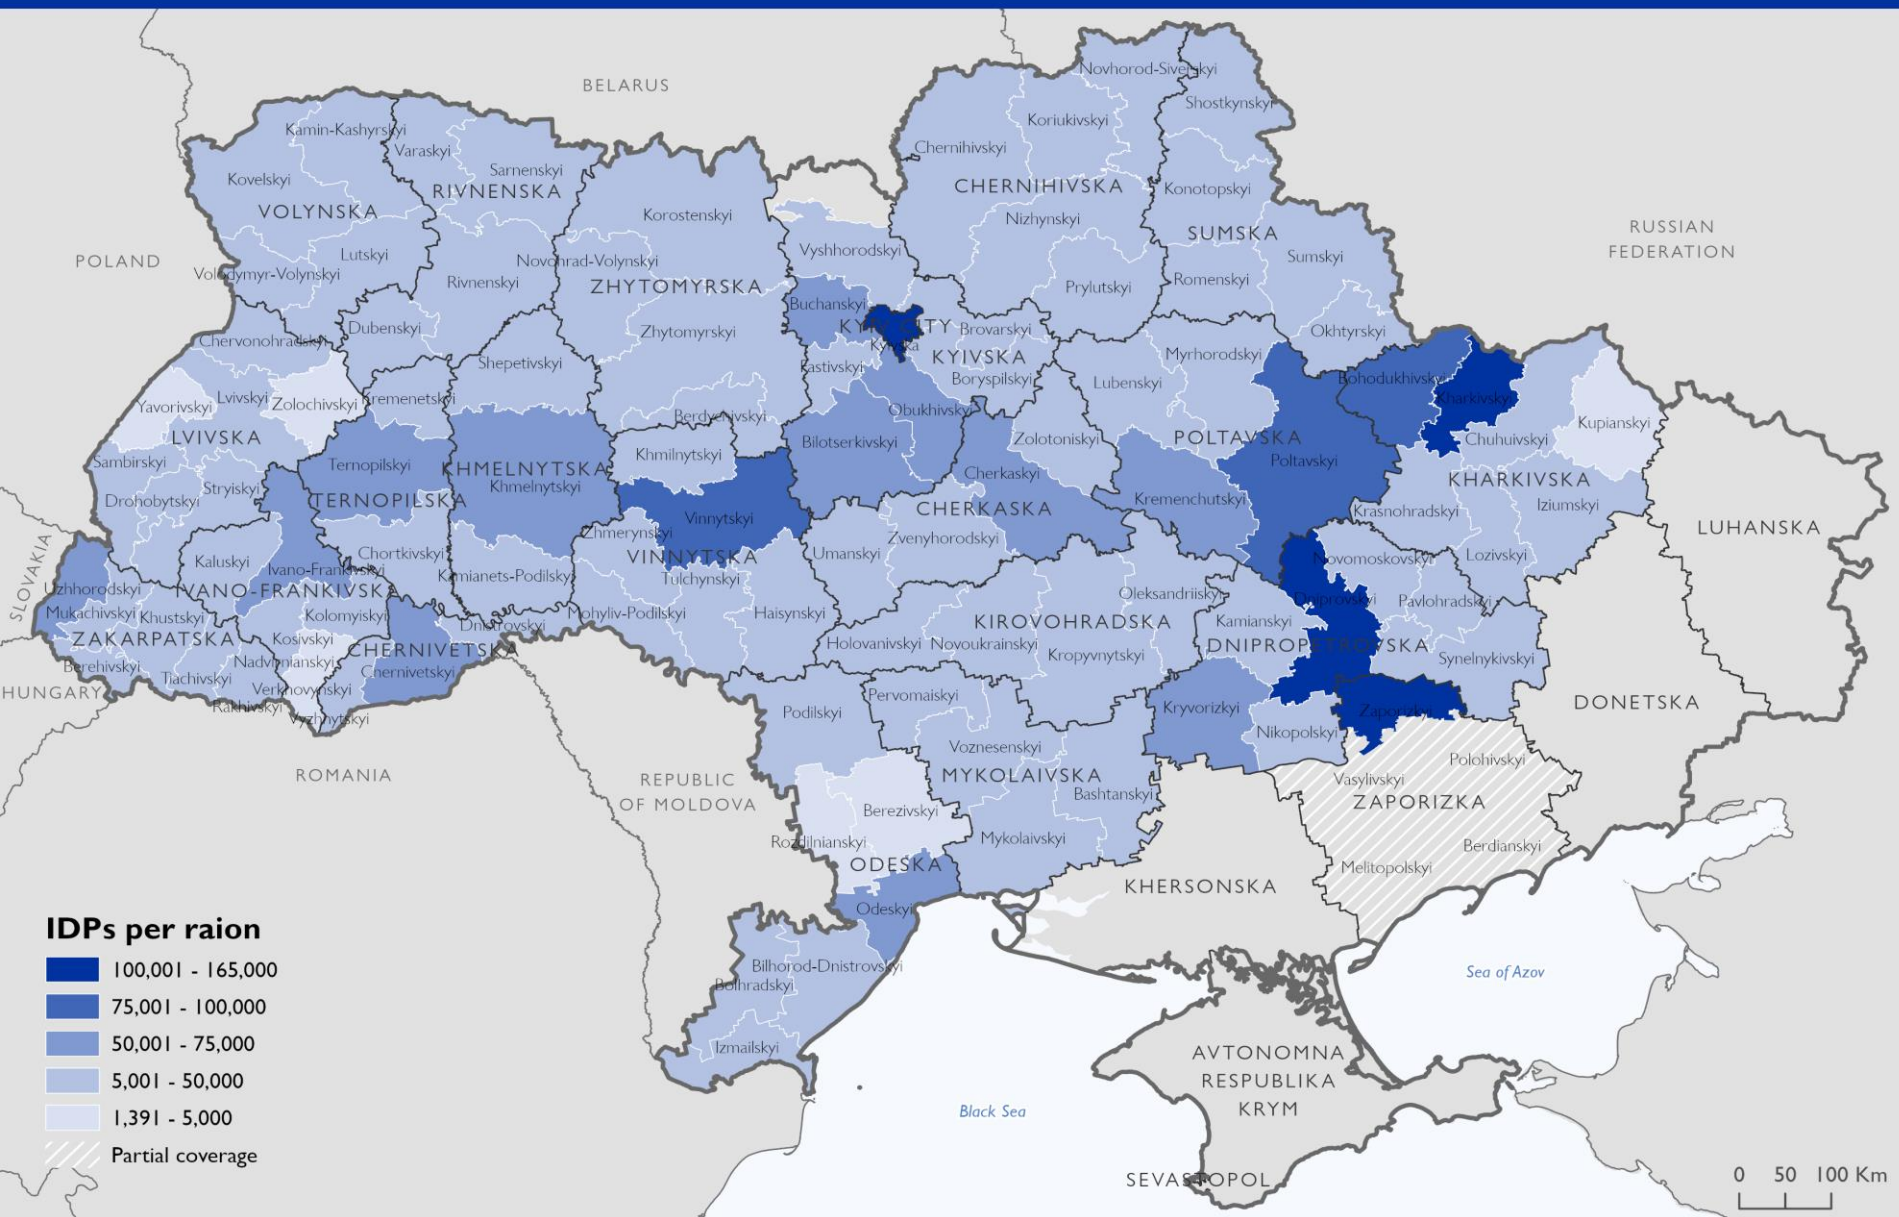 BELARUS
Novhorod-Siverskyi
Shostkynskyi
Koriukivskyi
Kamin-Kashyrskyi
Varaskyi
Chernihivskyi
Sarnenskyi
Kovelskyi
RIVNENSKA
CHERNIHIVSKA
Konotopskyi
VOLYNSKA
Korostenskyi
Nizhynskyi
RUSSIAN
FEDERATION
SUMSKA
Lutskyi
Vyshhorodskyi
Sumskyi
POLAND
Novohrad-Volynskyi
Volodymyr-Volynskyi
Rivnenskyi
ZHYTOMYRSKA
Prylutskyi
Romenskyi
Buchanskyi
Dubenskyi
Zhytomyrskyi
KYIV CITY
Brovarskyi
Okhtyrskyi
Chervonohradskyi
Kyivska
KYIVSKA
Myrhorodskyi
Shepetivskyi
Fastivskyi
Boryspilskyi
Lubenskyi
Bohodukhivskyi
Yavorivskyi
Lvivskyi
Zolochivskyi
Kremenetskyi
Berdychivskyi
Obukhivskyi
Kharkivskyi
Kupianskyi
LVIVSKA
Bilotserkivskyi
Zolotoniskyi
POLTAVSKA
Chuhuivskyi
Sambirskyi
Ternopilskyi
KHMELNYTSKA
Khmilnytskyi
Cherkaskyi
Poltavskyi
KHARKIVSKA
Drohobytskyi
Stryiskyi
TERNOPILSKA
Khmelnytskyi
Vinnytskyi
CHERKASKA
Kremenchutskyi
Krasnohradskyi
Iziumskyi
Zhmerynskyi
Zvenyhorodskyi
LUHANSKA
Chortkivskyi
VINNYTSKA
Umanskyi
Novomoskovskyi
Lozivskyi
SLOVAKIA
Kaluskyi
Ivano-Frankivskyi
Kamianets-Podilskyi
Tulchynskyi
Uzhhorodskyi
IVANO-FRANKIVSKA
Oleksandriiskyi
Dniprovskyi
Pavlohradskyi
Mukachivskyi
Khustskyi
Kolomyiskyi
Dnistrovskyi
Mohyliv-Podilskyi
Haisynskyi
KIROVOHRADSKA
Kamianskyi
ZAKARPATSKA
Kosivskyi
CHERNIVETSKA
Holovanivskyi
Novoukrainskyi
Kropyvnytskyi
DNIPROPETROVSKA
Synelnykivskyi
Berehivskyi
Nadvirnianskyi
Chernivetskyi
Tiachivskyi
HUNGARY
Verkhovynskyi
Rakhivskyi
Vyzhnytskyi
Podilskyi
Pervomaiskyi
Kryvorizkyi
Zaporizkyi
DONETSKA
Nikopolskyi
Voznesenskyi
ROMANIA
REPUBLIC
OF MOLDOVA
MYKOLAIVSKA
Polohivskyi
Vasylivskyi
Bashtanskyi
ZAPORIZKA
Berezivskyi
Rozdilnianskyi
Mykolaivskyi
Berdianskyi
ODESKA
Melitopolskyi
KHERSONSKA
Odeskyi
IDPs per raion
100,001 - 165,000
75,001 - 100,000
50,001 - 75,000
5,001 - 50,000
1,391 - 5,000
Partial coverage
Bilhorod-Dnistrovskyi
Bolhradskyi
Izmailskyi
Sea of Azov
AVTONOMNA
RESPUBLIKA
KRYM
Black Sea
SEVASTOPOL
0 50 100 Km